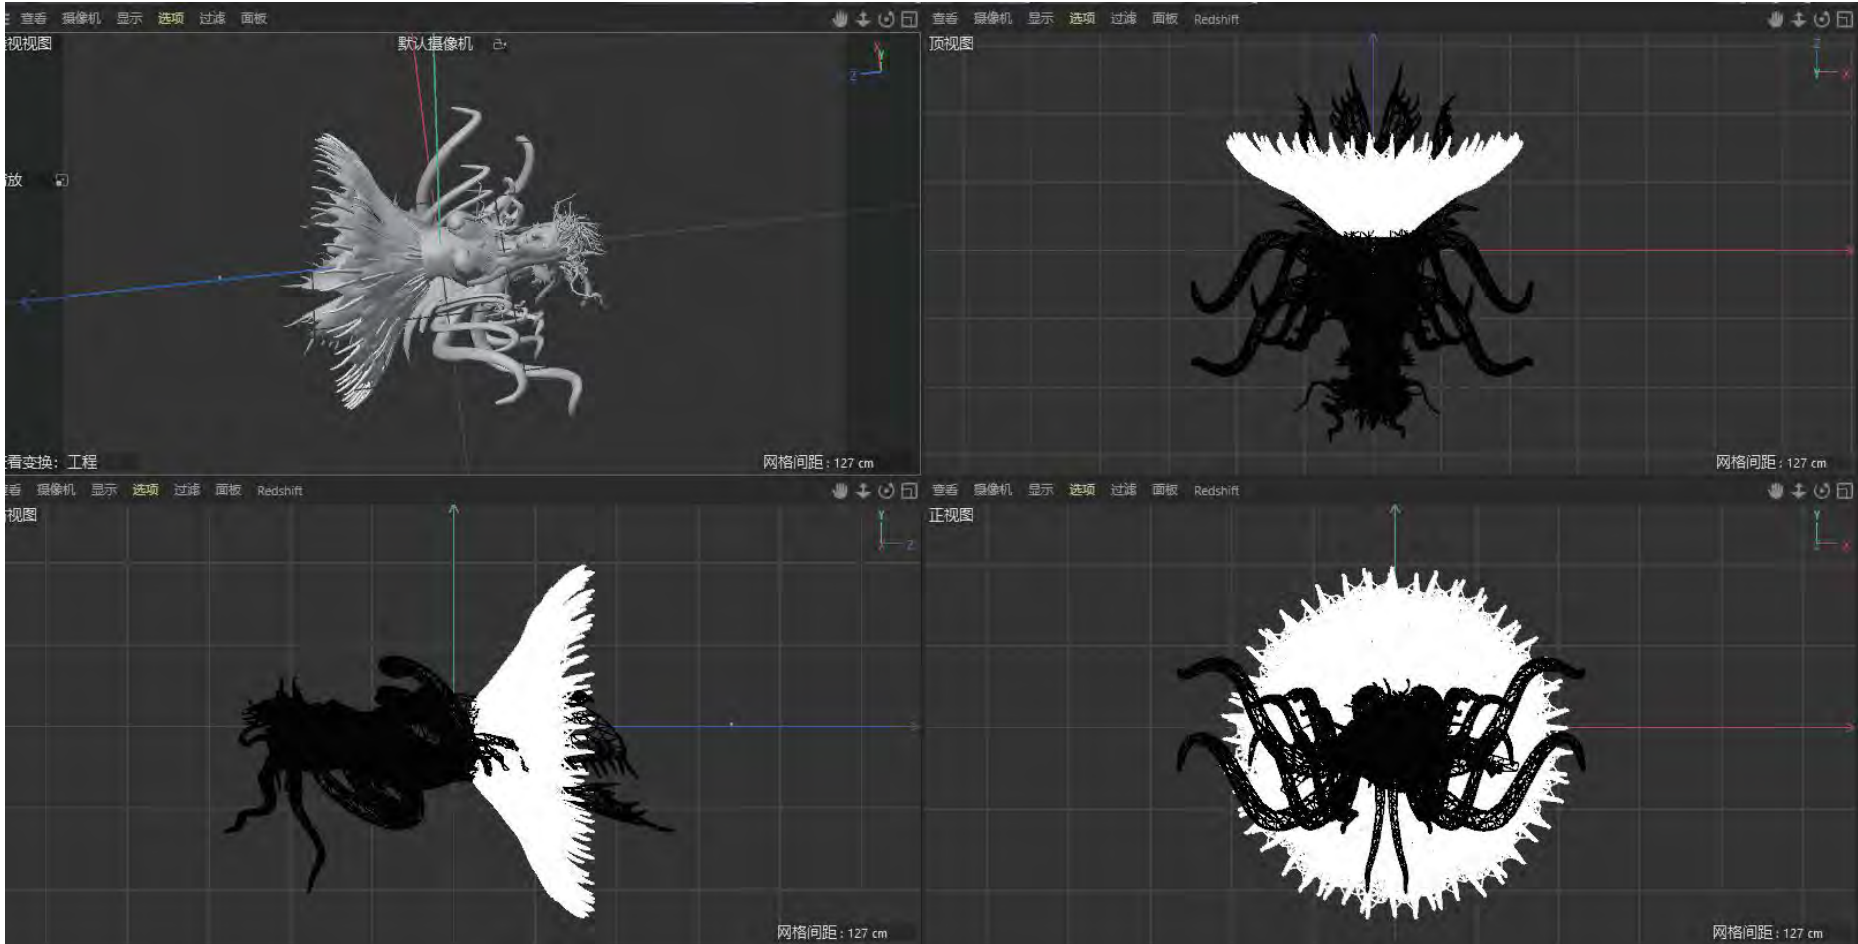 查看 摄像机 显示 选项 过滤 面板
视视图
默认摄像机
Y
Z
放
看变换：工程
网格间距 : 127 cm
查看 摄像机 显示 选项 过滤 面板 Redshift
顶视图
Z
Y
X
网格间距 : 127 cm
查看 摄像机 显示 选项 过滤 面板 Redshift
视图
Y
X
Z
网格间距 : 127 cm
查看 摄像机 显示 选项 过滤 面板 Redshift
正视图
Y
X
网格间距 : 127 cm